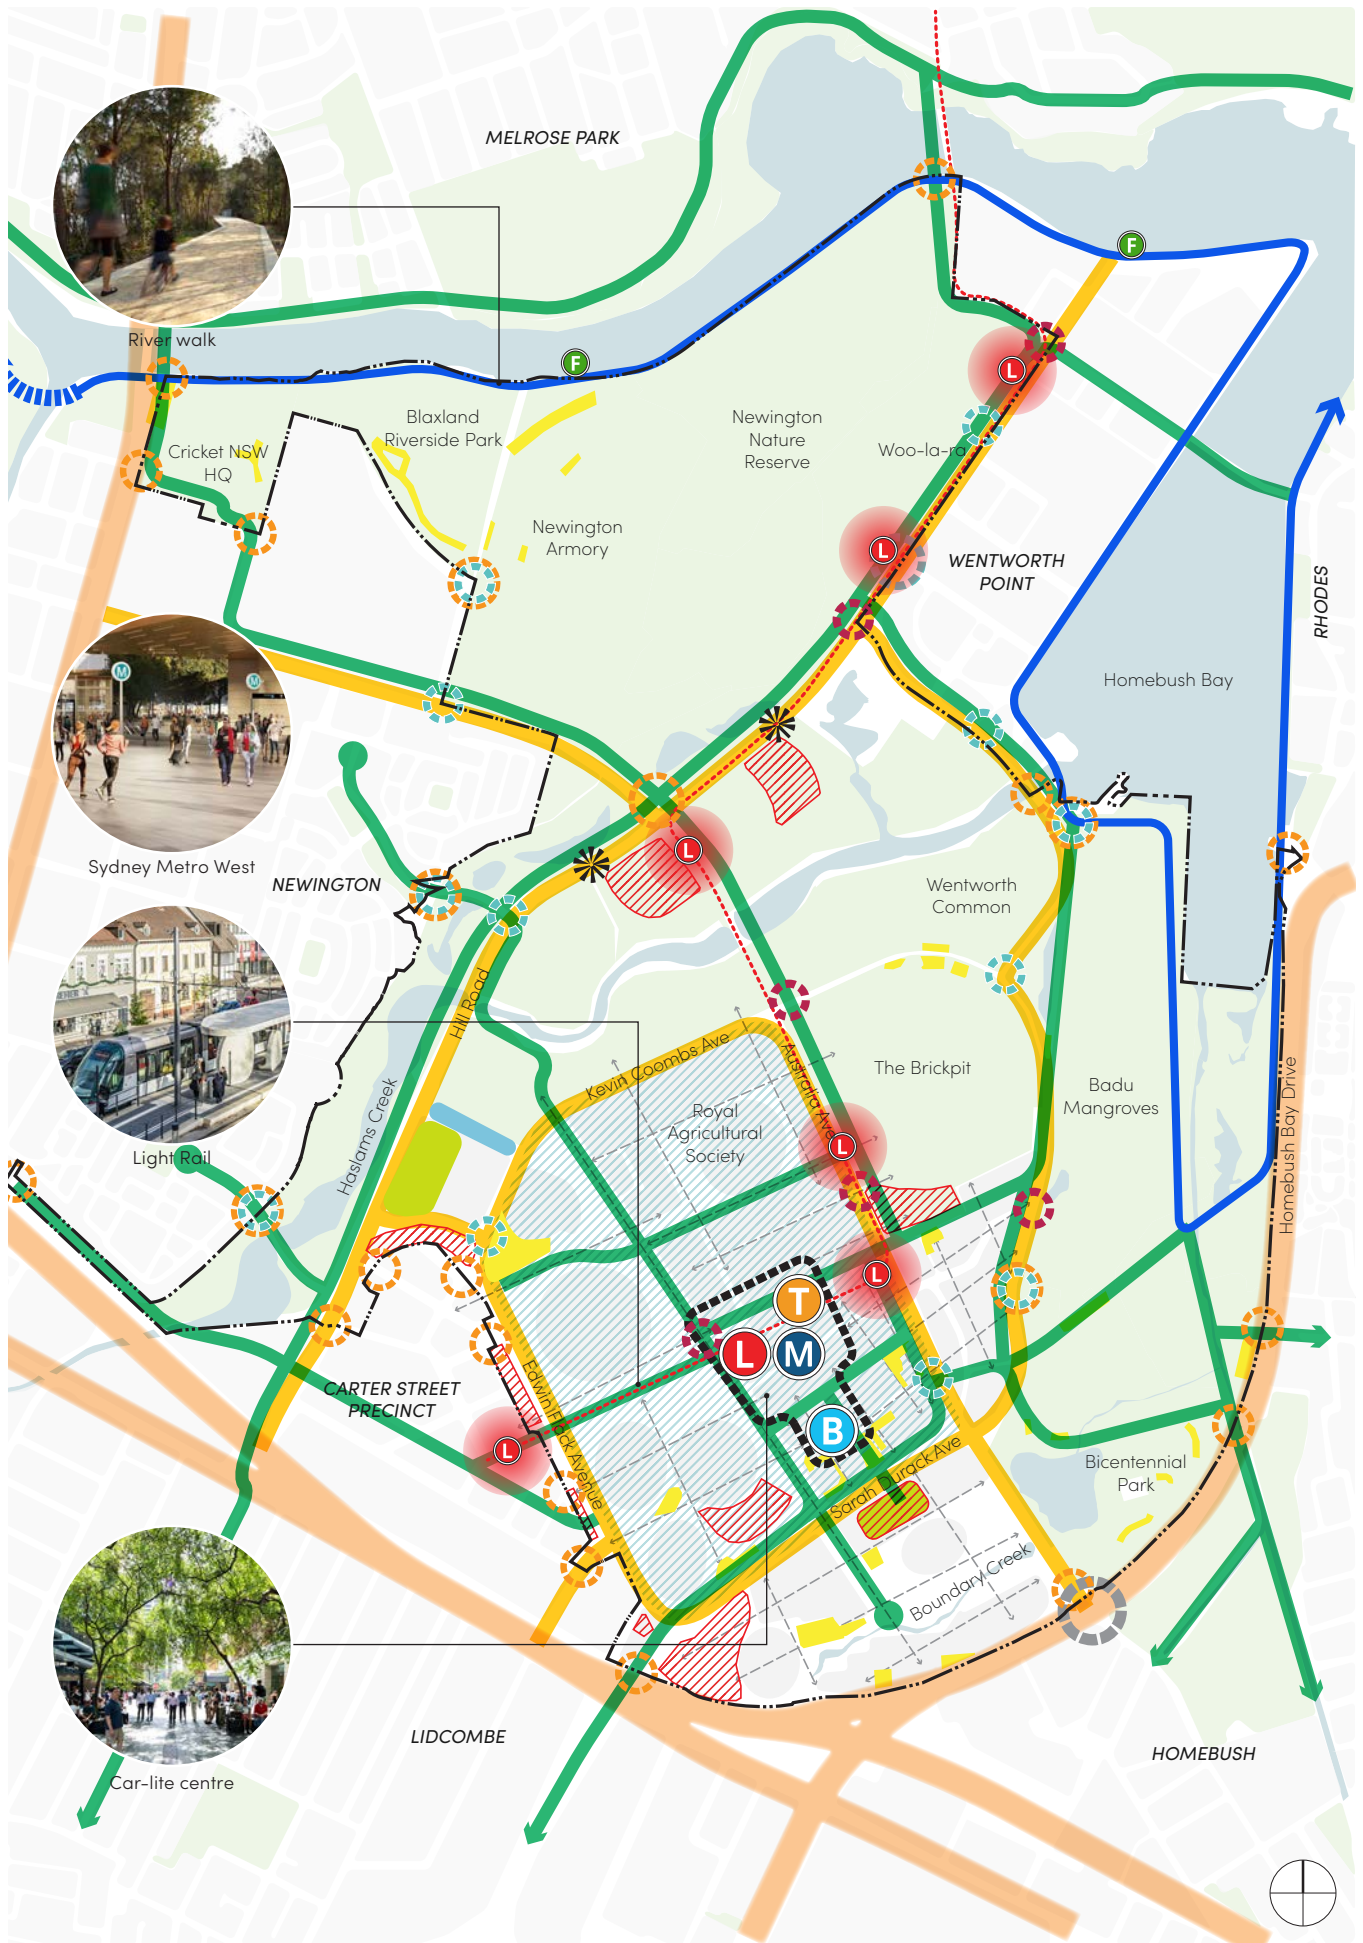 MELROSE PARK
F
River walk
F
L
Blaxland
Riverside Park
Newington
Nature
Reserve
Woo-la-ra
Cricket NSW
HQ
Newington
Armory
L
WENTWORTH
POINT
RHODES
M
M
Homebush Bay
Sydney Metro West
L
NEWINGTON
Wentworth
Common
Hill Road
Kevin Coombs Ave
Australia Ave
The Brickpit
Badu
Mangroves
Royal
Agricultural
Society
Homebush Bay Drive
Haslams Creek
L
Light Rail
L
T
L
M
CARTER STREET
PRECINCT
Edwin Flack Avenue
B
L
Sarah Durack Ave
Bicentennial
Park
Boundary Creek
LIDCOMBE
HOMEBUSH
Car-lite centre